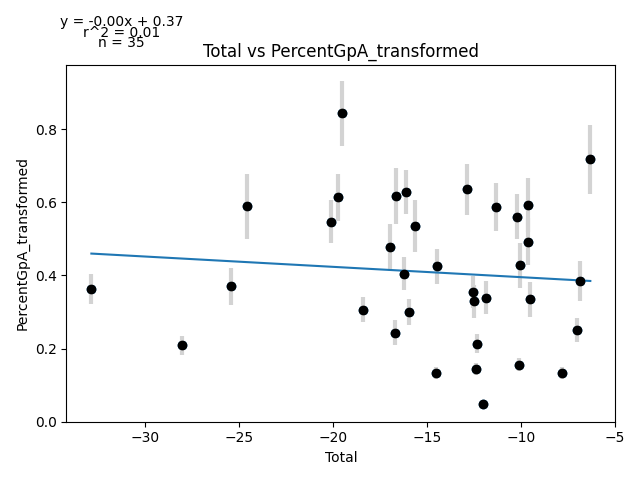 y = -0.00x + 0.37
r^2 = 0.01
n = 35
Total vs PercentGpA_transformed
PercentGpA_transformed
0.8
0.6
0.4
0.2
0.0
−30
−25
−20
−15
−10
−5
Total